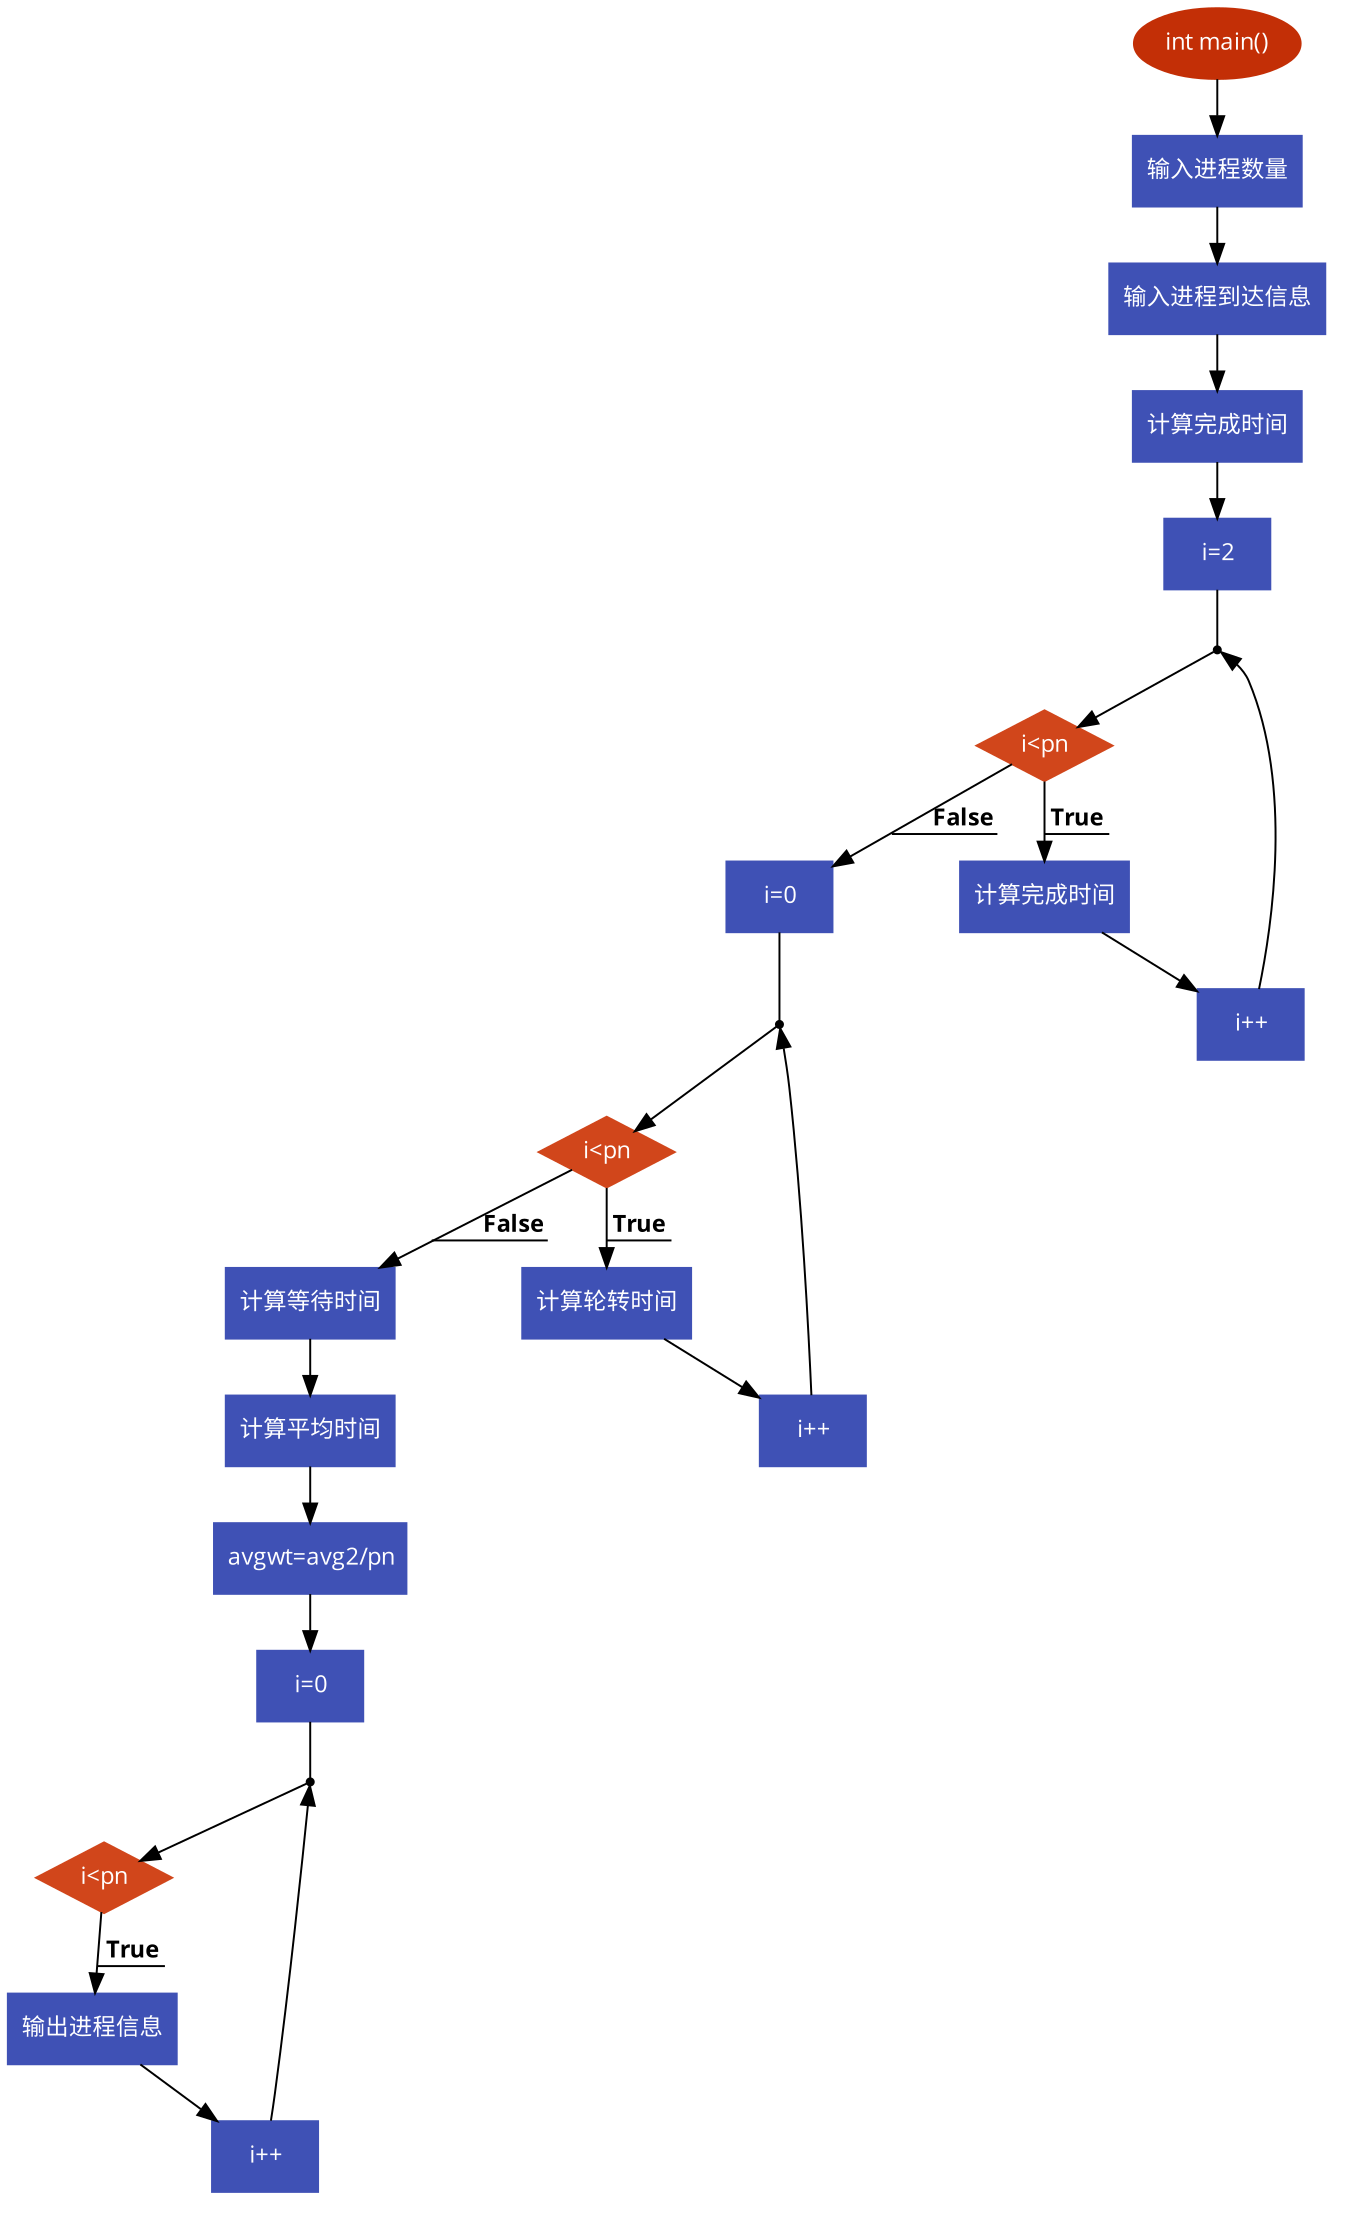 int main()
输入进程数量
输入进程到达信息
计算完成时间
i=2
i<pn
False
True
i=0
计算完成时间
i++
i<pn
False
True
计算等待时间
计算轮转时间
计算平均时间
i++
avgwt=avg2/pn
i=0
i<pn
True
输出进程信息
i++